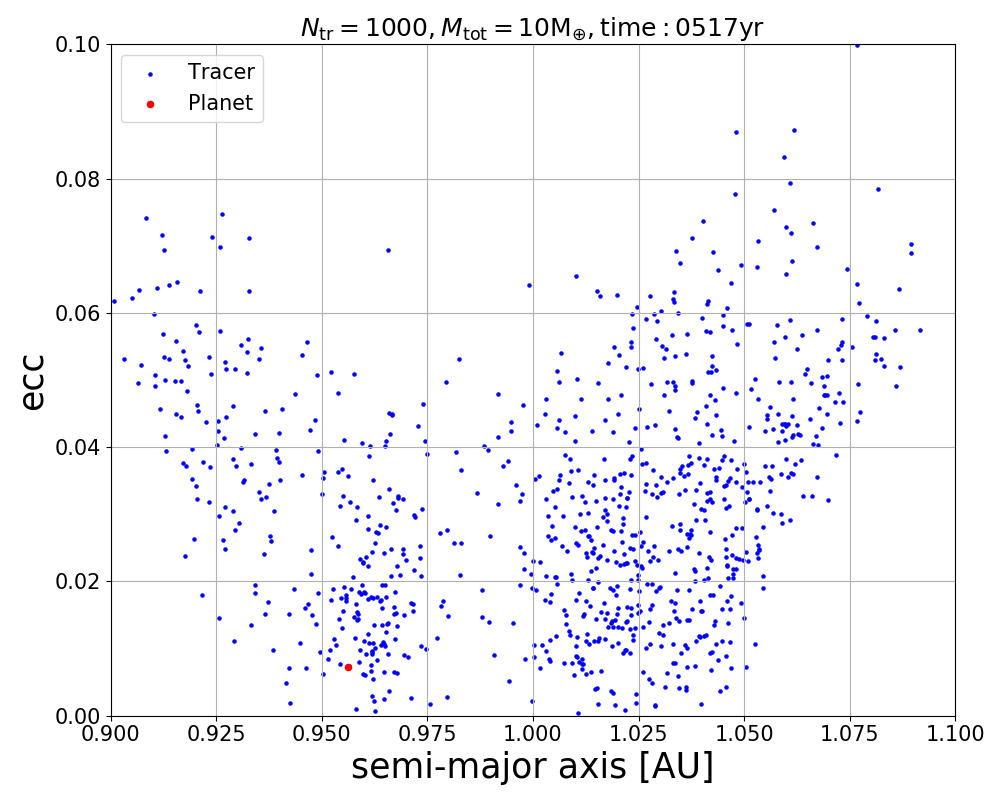 N_tr = 1000, M_tot = 10M_⊕, time : 0517yr
Tracer
Planet
0.10
0.08
0.06
0.04
0.02
0.00
ecc
0.900 0.925 0.950 0.975 1.000 1.025 1.050 1.075 1.100
semi-major axis [AU]